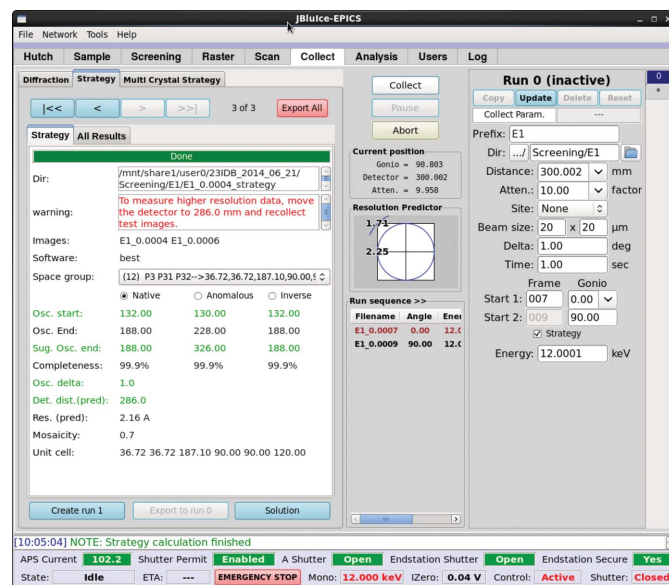 JBluIce-EPICS
File Network Tools Help
Hutch Sample Screening Raster Scan Collect Analysis Users Log
Diffraction Strategy Multi Crystal Strategy
|<< < > >>| 3 of 3 Export All
Strategy All Results
Done
Dir: /mnt/share1/user0/23IDB_2014_06_21/
Screening/E1/E1_0.0004_strategy
warning: To measure higher resolution data, move
the detector to 286.0 mm and recollect
test images.
Images: E1_0.0004 E1_0.0006
Software: best
Space group: (12) P3 P31 P32-->36.72,36.72,187.10,90.00,9
Native Anomalous Inverse
Osc. start: 132.00 130.00 132.00
Osc. End: 188.00 228.00 188.00
Sug. Osc. end: 188.00 326.00 188.00
Completeness: 99.9% 99.9% 99.9%
Osc. delta: 1.0
Det. dist.(pred): 286.0
Res. (pred): 2.16 A
Mosaicity: 0.7
Unit cell: 36.72 36.72 187.10 90.00 90.00 120.00
Create run 1 Export to run 0 Solution
Collect
Pause
Abort
Current position
Gonio = 90.803
Detector = 300.002
Atten. = 9.958
Resolution Predictor
1.71
2.25
Run sequence >>
Filename Angle Ener
E1_0.0007 0.00 12.0
E1_0.0009 90.00 12.0
Run 0 (inactive)
Copy Update Delete Reset
Collect Param. ---
Prefix: E1
Dir: .../ Screening/E1
Distance: 300.002 mm
Atten.: 10.00 factor
Site: None
Beam size: 20 x 20 µm
Delta: 1.00 deg
Time: 1.00 sec
Frame Gonio
Start 1: 007 0.00
Start 2: 009 90.00
Strategy
Energy: 12.0001 keV
0
*
[10:05:04] NOTE: Strategy calculation finished
APS Current 102.2 Shutter Permit Enabled A Shutter Open Endstation Shutter Open Endstation Secure Yes
State: Idle ETA: --- EMERGENCY STOP Mono: 12.000 keV IZero: 0.04 V Control: Active Shutter: Closed